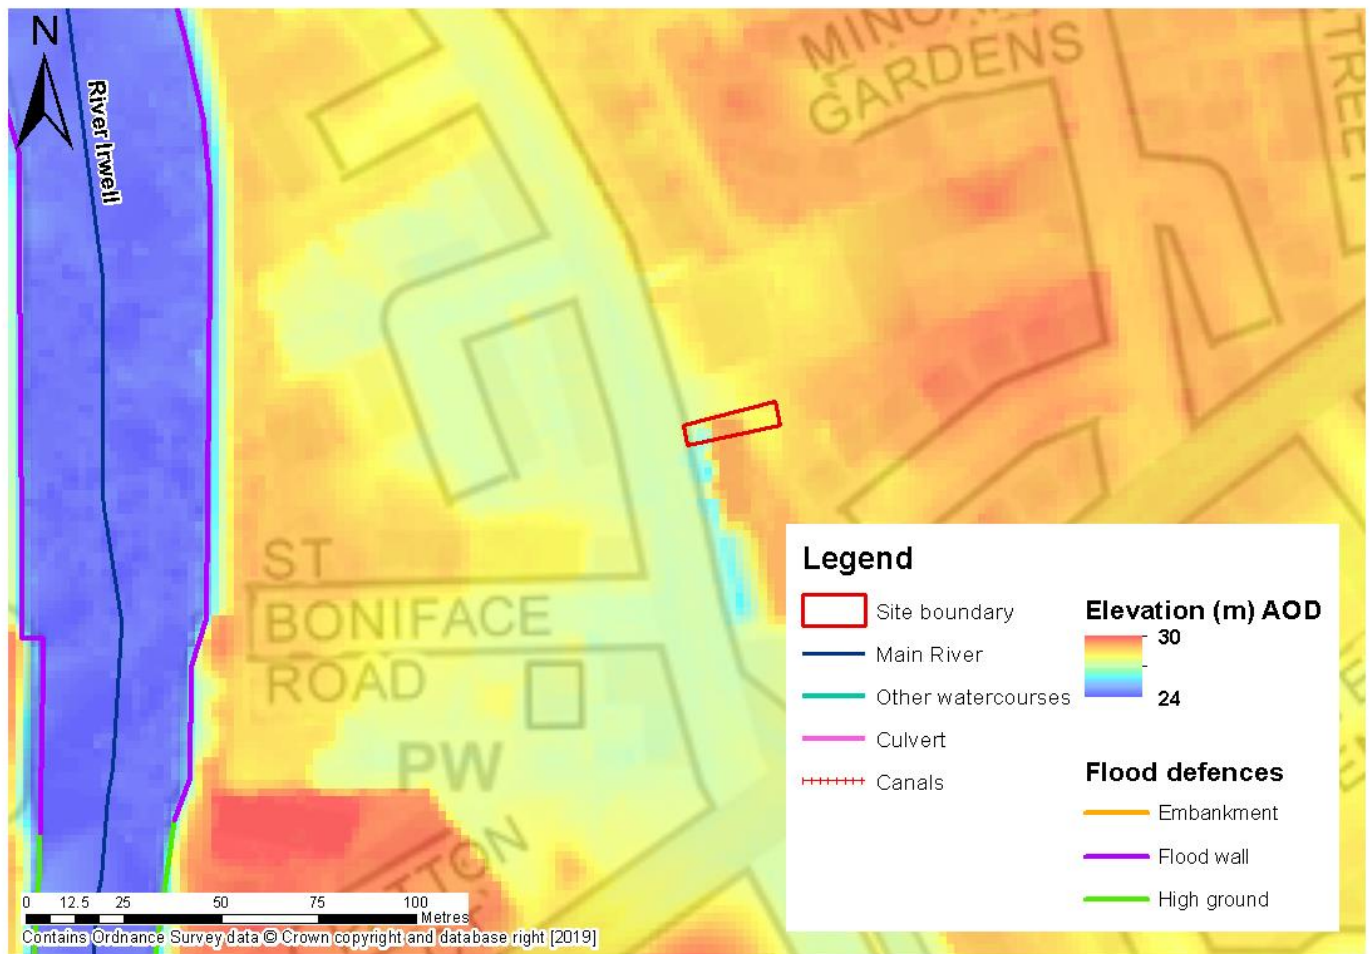 N
River Irwell
GARDENS
STREET
ST
BONIFACE
ROAD
PW
Legend
Site boundary
Main River
Other watercourses
Culvert
Canals
Elevation (m) AOD
30
24
Flood defences
Embankment
Flood wall
High ground
0 12.5 25 50 75 100
Metres
Contains Ordnance Survey data © Crown copyright and database right [2019]